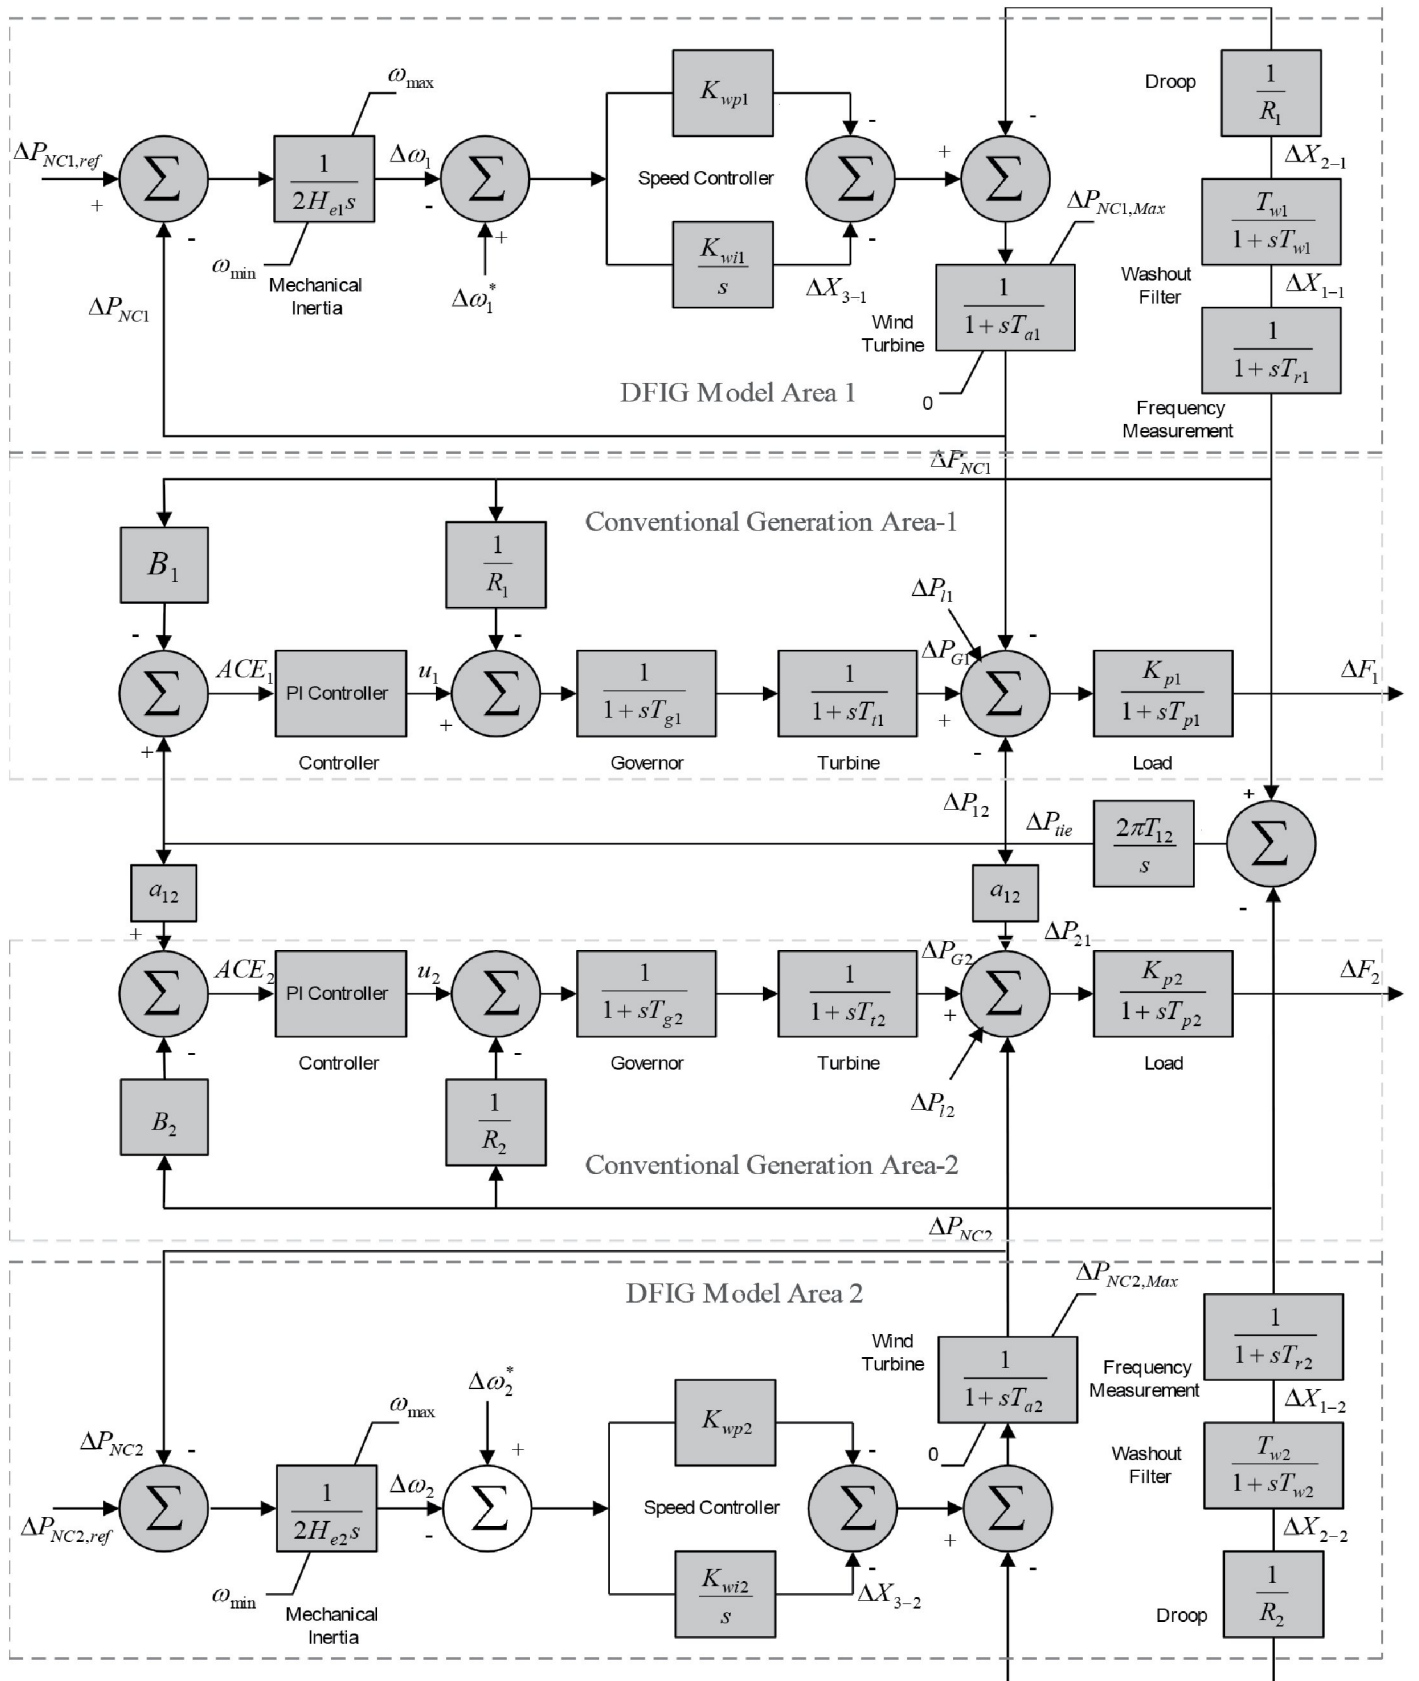 ω_max
K_wp1
Droop
1/R_1
ΔP_NC1,ref
+
Σ
-
1/(2H_e1 s)
Δω_1
-
Σ
+
Speed Controller
-
Σ
-
+
-
Σ
ΔX_2-1
ω_min
Mechanical
Inertia
Δω_1^*
K_wi1/s
ΔX_3-1
ΔP_NC1,Max
T_w1/(1+sT_w1)
Washout
Filter
ΔX_1-1
ΔP_NC1
Wind
Turbine
1/(1+sT_a1)
0
1/(1+sT_r1)
Frequency
Measurement
DFIG Model Area 1
ΔP_NC1
Conventional Generation Area-1
B_1
1/R_1
ΔP_l1
-
-
-
Σ
ACE_1
PI Controller
u_1
Σ
+
1/(1+sT_g1)
1/(1+sT_t1)
ΔP_G1
+
Σ
K_p1/(1+sT_p1)
ΔF_1
+
-
Controller
Governor
Turbine
Load
ΔP_12
ΔP_tie
2πT_12/s
+
Σ
-
a_12
a_12
+
ΔP_21
Σ
ACE_2
PI Controller
u_2
Σ
1/(1+sT_g2)
1/(1+sT_t2)
ΔP_G2
+
Σ
K_p2/(1+sT_p2)
ΔF_2
-
-
Controller
Governor
Turbine
Load
B_2
1/R_2
ΔP_l2
Conventional Generation Area-2
ΔP_NC2
DFIG Model Area 2
ΔP_NC2,Max
Wind
Turbine
1/(1+sT_a2)
0
1/(1+sT_r2)
Frequency
Measurement
ΔX_1-2
Δω_2^*
+
ω_max
K_wp2
-
Washout
Filter
T_w2/(1+sT_w2)
ΔP_NC2
-
Σ
ΔP_NC2,ref
1/(2H_e2 s)
Δω_2
-
Σ
Speed Controller
Σ
+
Σ
-
ΔX_2-2
ω_min
Mechanical
Inertia
K_wi2/s
-
ΔX_3-2
Droop
1/R_2